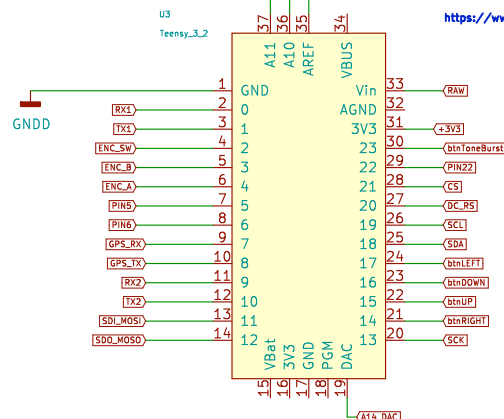 U3
Teensy_3_2
https://ww
37 36 35 34
A11 A10 AREF VBUS
1 GND Vin 33 RAW
GNDD
RX1 2 0 AGND 32
TX1 3 1 3V3 31 +3V3
ENC_SW 4 2 23 30 btnToneBurst
ENC_B 5 3 22 29 PIN22
ENC_A 6 4 21 28 CS
PIN5 7 5 20 27 DC_RS
PIN6 8 6 19 26 SCL
GPS_RX 9 7 18 25 SDA
GPS_TX 10 8 17 24 btnLEFT
RX2 11 9 16 23 btnDOWN
TX2 12 10 15 22 btnUP
SDI_MOSI 13 11 14 21 btnRIGHT
SDO_MOSO 14 12 13 20 SCK
VBat 3V3 GND PGM DAC
15 16 17 18 19
A14_DAC